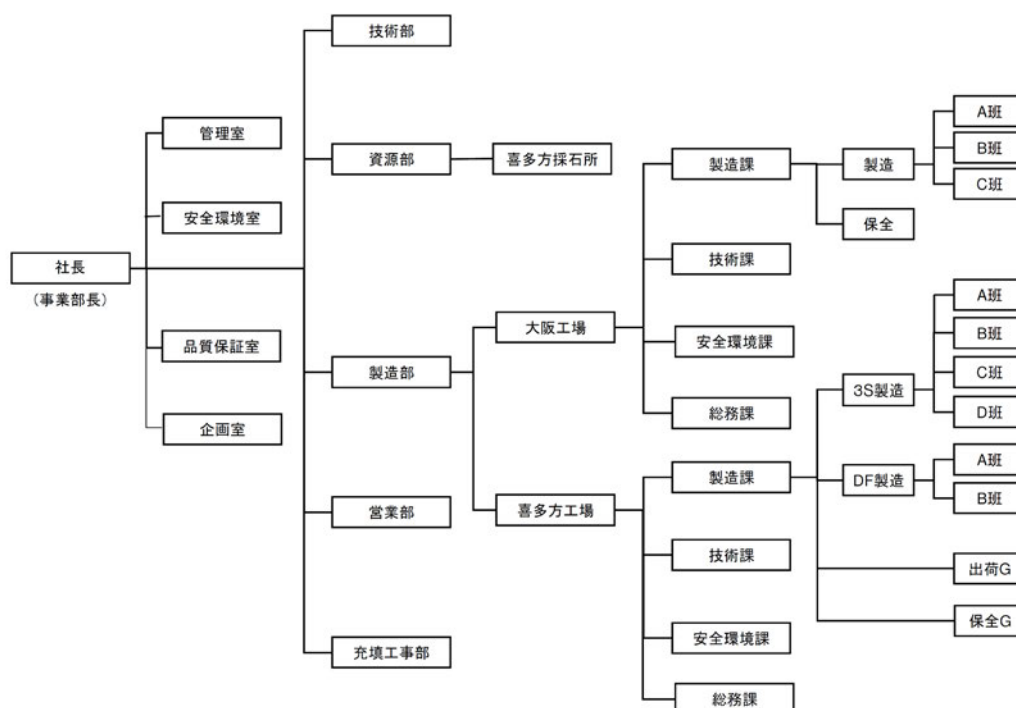 社長
(事業部長)
管理室
安全環境室
品質保証室
企画室
技術部
資源部
喜多方採石所
製造部
大阪工場
製造課
製造
A班
B班
C班
保全
技術課
安全環境課
総務課
喜多方工場
製造課
3S製造
A班
B班
C班
D班
DF製造
A班
B班
出荷G
保全G
技術課
安全環境課
総務課
営業部
充填工事部